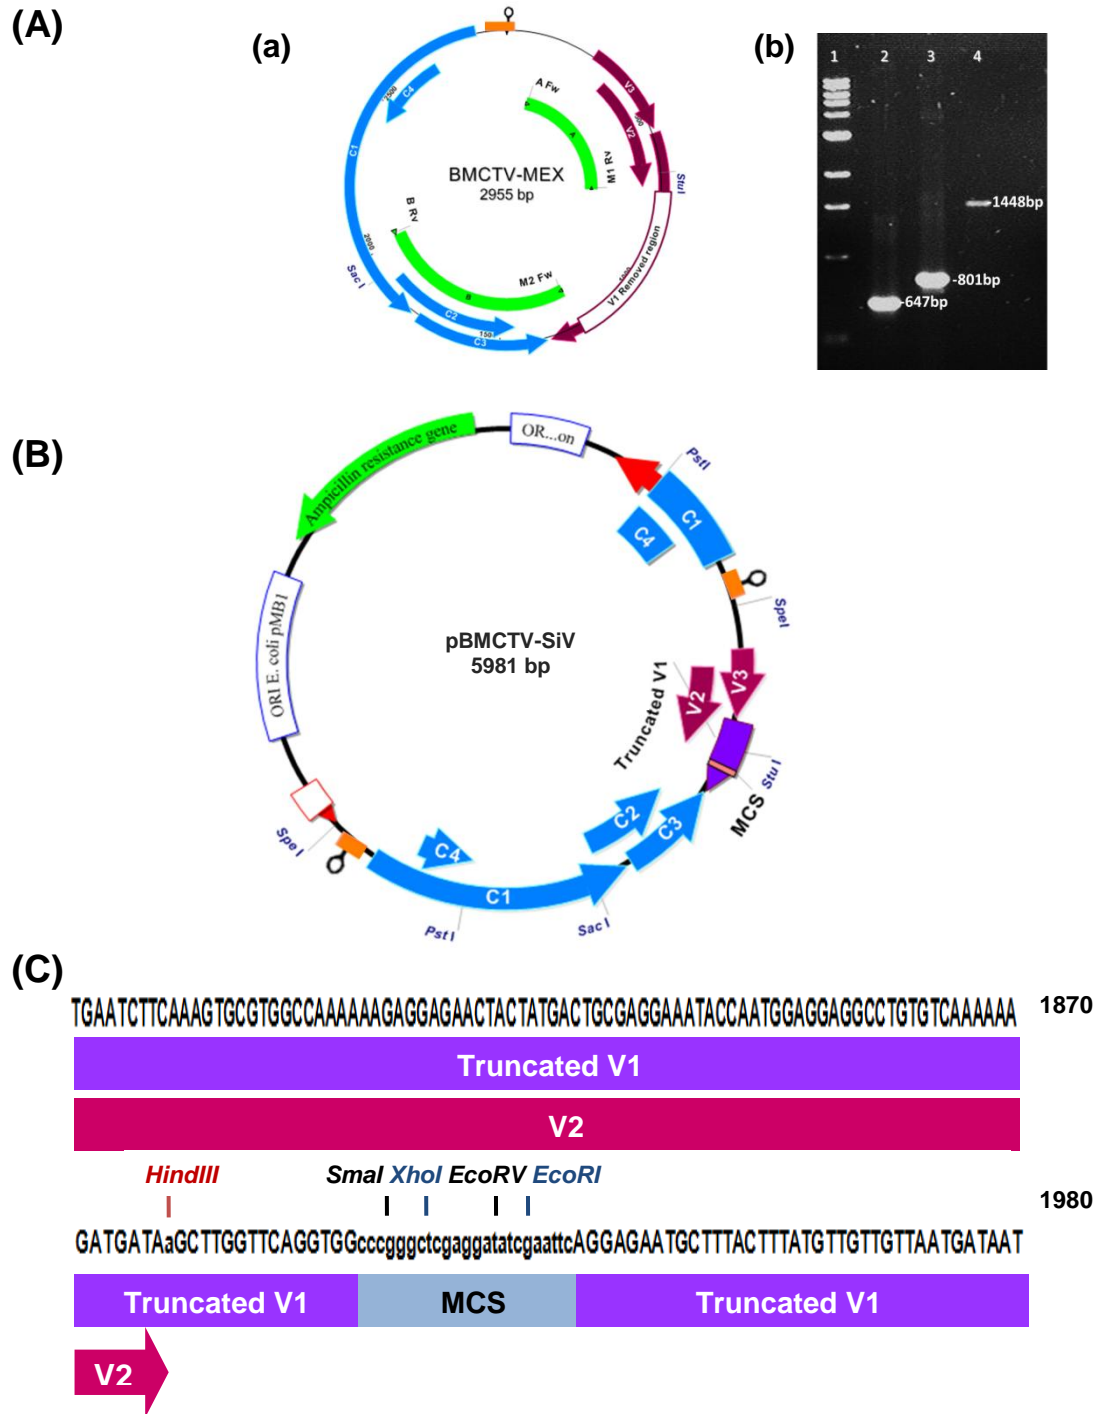 (A)
(a)
(b)
A Fw
M1 Rv
BMCTV-MEX
2955 bp
B Rv
M2 Fw
A
B
C1
C4
2500
2000
Sac I
C2
C3
V3
V2
StuI
V1 Removed region
1 2 3 4
-1448bp
-801bp
-647bp
(B)
Ampicillin resistance gene
OR...on
PstI
C1
C4
SpeI
V3
V2
Truncated V1
Stu I
MCS
C2
C3
Sac I
C1
C4
Pst I
Spe I
ORI E. coli pMB1
pBMCTV-SiV
5981 bp
(C)
TGAATCTTCAAAGTGCGTGGCCAAAAAAGAGGAGAACTACTATGACTGCGAGGAAATACCAATGGAGGAGGCCTGTGTCAAAAAA 1870
Truncated V1
V2
HindIII SmaI XhoI EcoRV EcoRI
1980
GATGATAaGCTTGGTTCAGGTGGcccgggctcgaggatatcgaattcAGGAGAATGCTTTACTTTATGTTGTTGTTAATGATAAT
Truncated V1 MCS Truncated V1
V2